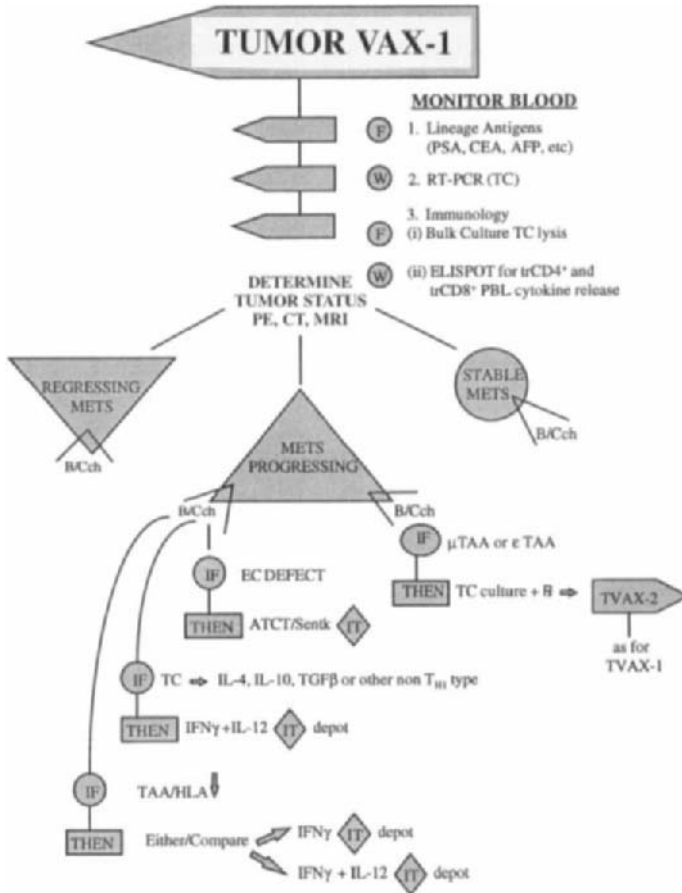 TUMOR VAX-1
MONITOR BLOOD
F 1. Lineage Antigens
(PSA, CEA, AFP, etc)
W 2. RT-PCR (TC)
3. Immunology
F (i) Bulk Culture TC lysis
W (ii) ELISPOT for trCD4⁺ and
trCD8⁺ PBL cytokine release
DETERMINE
TUMOR STATUS
PE, CT, MRI
REGRESSING
METS
B/Cch
METS
PROGRESSING
STABLE
METS
B/Cch
B/Cch
B/Cch
IF μTAA or ε TAA
THEN TC culture + ⇨ TVAX-2
as for
TVAX-1
IF EC DEFECT
THEN ATCT/Sentk IT
IF TC ⇨ IL-4, IL-10, TGFβ or other non T_H1 type
THEN IFNγ+IL-12 IT depot
IF TAA/HLA⇩
THEN Either/Compare
IFNγ IT depot
IFNγ + IL-12 IT depot